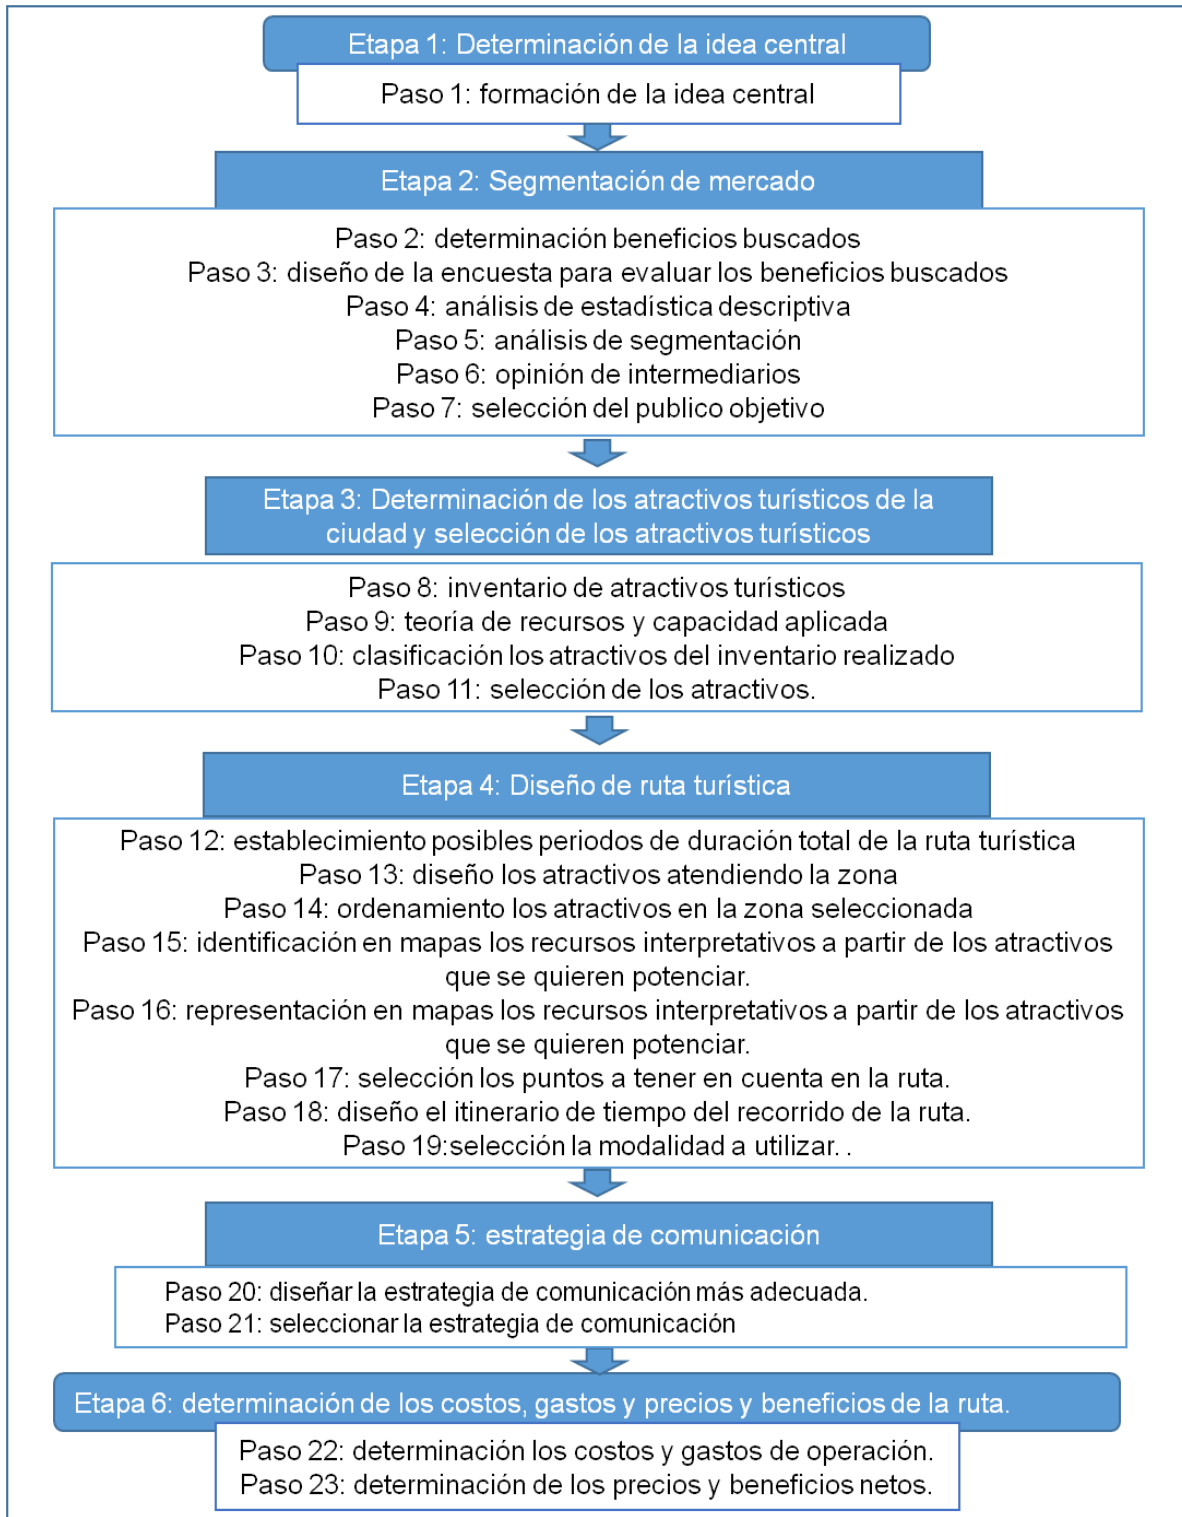 Etapa 1: Determinación de la idea central
Paso 1: formación de la idea central
Etapa 2: Segmentación de mercado
Paso 2: determinación beneficios buscados
Paso 3: diseño de la encuesta para evaluar los beneficios buscados
Paso 4: análisis de estadística descriptiva
Paso 5: análisis de segmentación
Paso 6: opinión de intermediarios
Paso 7: selección del publico objetivo
Etapa 3: Determinación de los atractivos turísticos de la
ciudad y selección de los atractivos turísticos
Paso 8: inventario de atractivos turísticos
Paso 9: teoría de recursos y capacidad aplicada
Paso 10: clasificación los atractivos del inventario realizado
Paso 11: selección de los atractivos.
Etapa 4: Diseño de ruta turística
Paso 12: establecimiento posibles periodos de duración total de la ruta turística
Paso 13: diseño los atractivos atendiendo la zona
Paso 14: ordenamiento los atractivos en la zona seleccionada
Paso 15: identificación en mapas los recursos interpretativos a partir de los atractivos
que se quieren potenciar.
Paso 16: representación en mapas los recursos interpretativos a partir de los atractivos
que se quieren potenciar.
Paso 17: selección los puntos a tener en cuenta en la ruta.
Paso 18: diseño el itinerario de tiempo del recorrido de la ruta.
Paso 19:selección la modalidad a utilizar. .
Etapa 5: estrategia de comunicación
Paso 20: diseñar la estrategia de comunicación más adecuada.
Paso 21: seleccionar la estrategia de comunicación
Etapa 6: determinación de los costos, gastos y precios y beneficios de la ruta.
Paso 22: determinación los costos y gastos de operación.
Paso 23: determinación de los precios y beneficios netos.